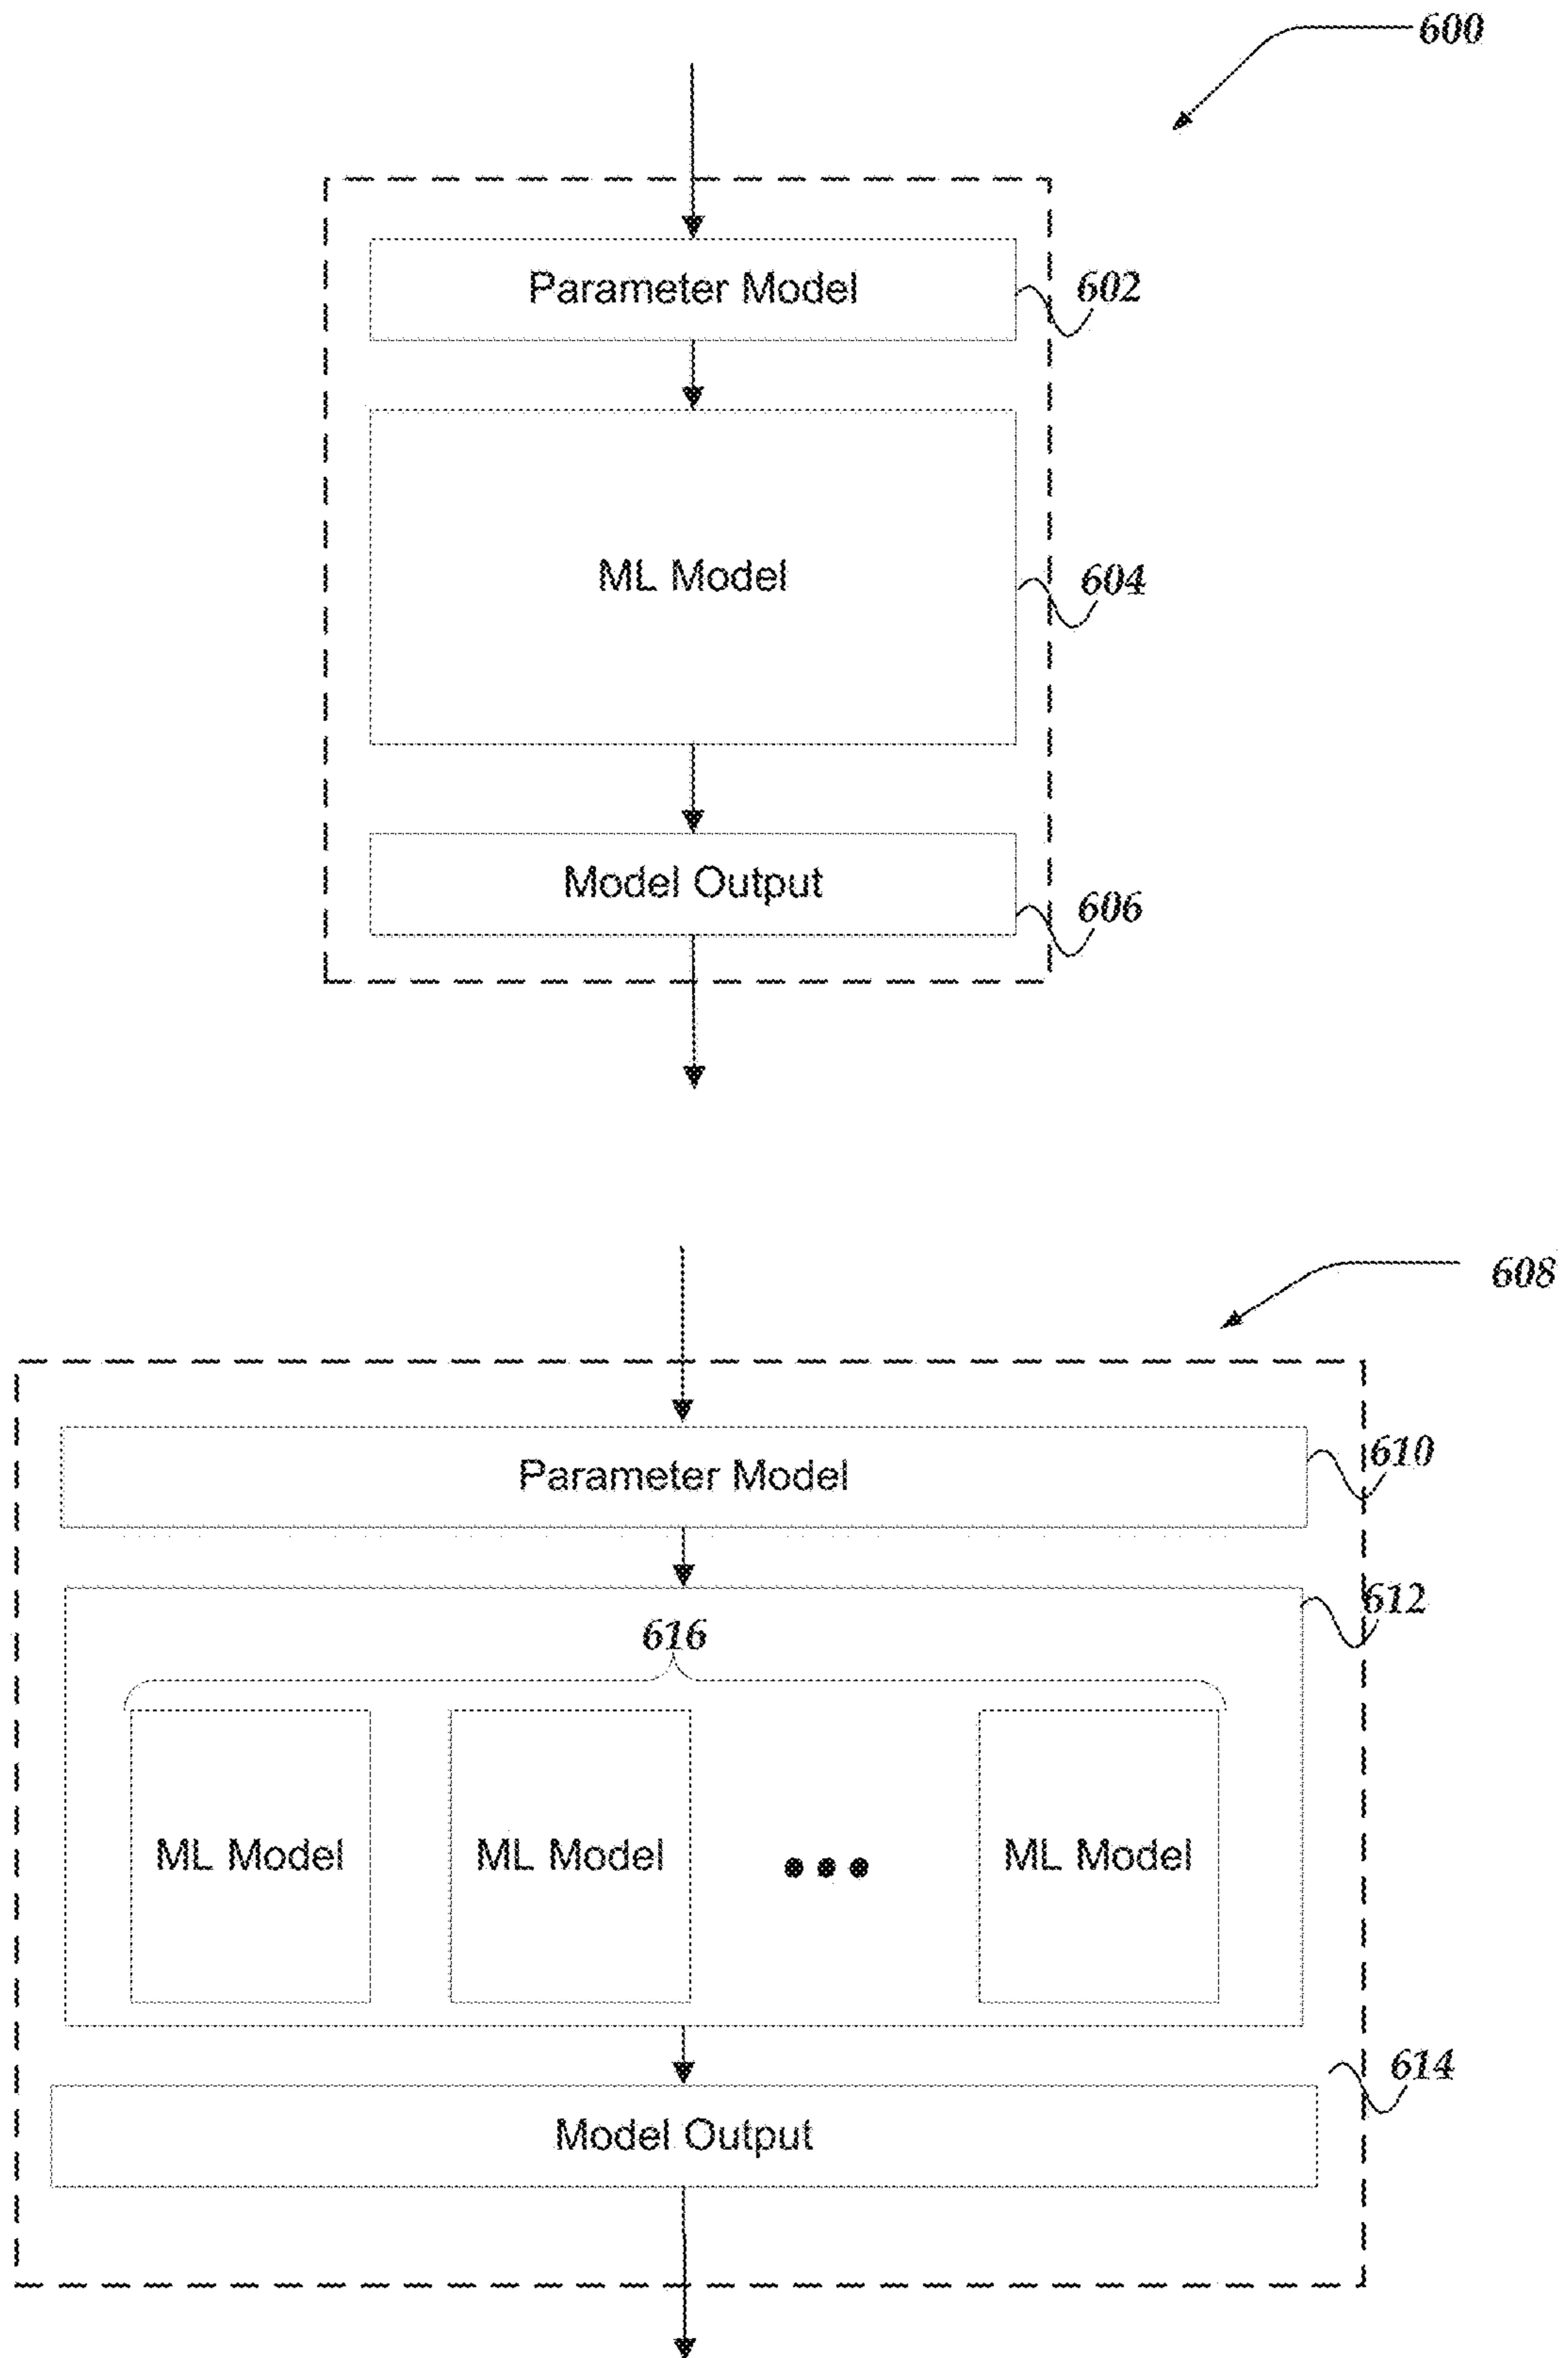 600
Parameter Model
602
ML Model
604
Model Output
606
608
Parameter Model
610
612
616
ML Model ML Model ML Model
614
Model Output